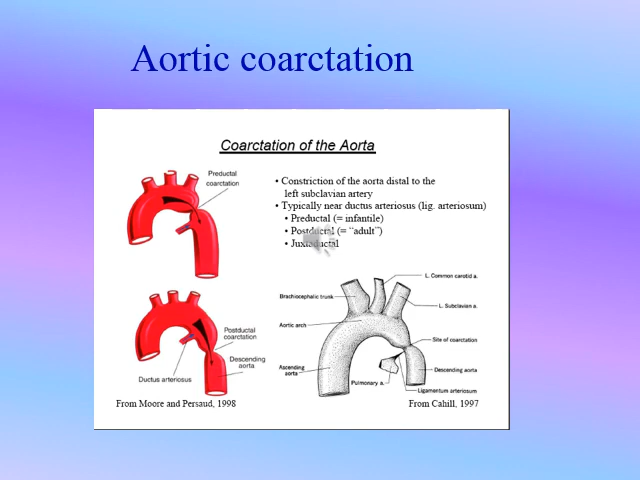 Aortic coarctation
Coarctation of the Aorta
Preductal
coarctation
• Constriction of the aorta distal to the
left subclavian artery
• Typically near ductus arteriosus (lig. arteriosum)
• Preductal (= infantile)
• Postductal (= “adult”)
• Juxtaductal
Postductal
coarctation
Descending
aorta
Ductus arteriosus
From Moore and Persaud, 1998
L. Common carotid a.
Brachiocephalic trunk
L. Subclavian a.
Aortic arch
Site of coarctation
Ascending
aorta
Descending aorta
Pulmonary a.
Ligamentum arteriosum
From Cahill, 1997